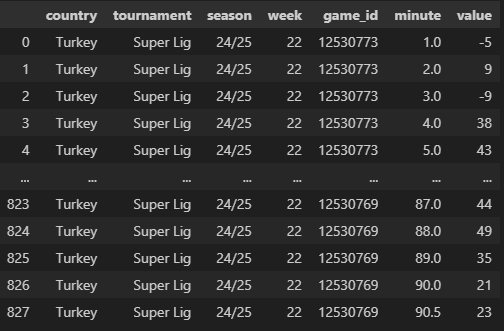 country tournament season week game_id minute value
0 Turkey Super Lig 24/25 22 12530773 1.0 -5
1 Turkey Super Lig 24/25 22 12530773 2.0 9
2 Turkey Super Lig 24/25 22 12530773 3.0 -9
3 Turkey Super Lig 24/25 22 12530773 4.0 38
4 Turkey Super Lig 24/25 22 12530773 5.0 43
... ... ... ... ... ... ... ...
823 Turkey Super Lig 24/25 22 12530769 87.0 44
824 Turkey Super Lig 24/25 22 12530769 88.0 49
825 Turkey Super Lig 24/25 22 12530769 89.0 35
826 Turkey Super Lig 24/25 22 12530769 90.0 21
827 Turkey Super Lig 24/25 22 12530769 90.5 23